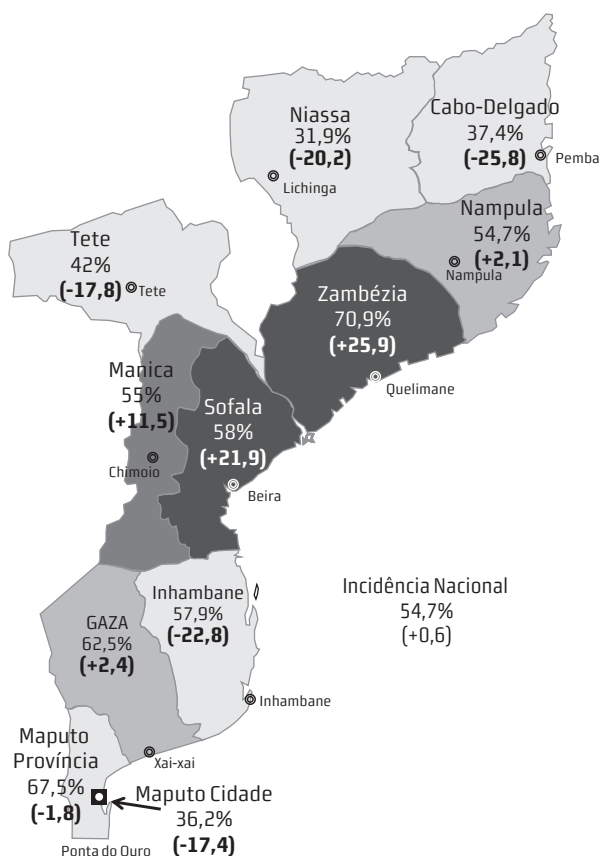 Niassa
31,9%
(-20,2)
Lichinga
Cabo-Delgado
37,4%
(-25,8)
Pemba
Nampula
54,7%
(+2,1)
Nampula
Tete
42%
(-17,8)
Tete
Zambézia
70,9%
(+25,9)
Quelimane
Manica
55%
(+11,5)
Chimoio
Sofala
58%
(+21,9)
Beira
Inhambane
57,9%
(-22,8)
Inhambane
Incidência Nacional
54,7%
(+0,6)
GAZA
62,5%
(+2,4)
Xai-xai
Maputo
Província
67,5%
(-1,8)
Maputo Cidade
36,2%
(-17,4)
Ponta do Ouro